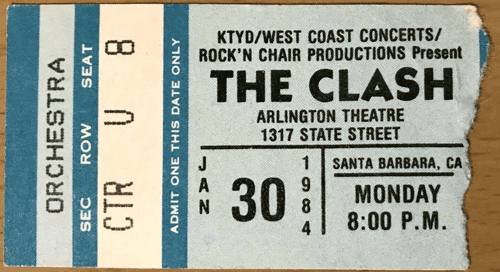 ORCHESTRA
SEC ROW SEAT
CTR U 8
ADMIT ONE THIS DATE ONLY
KTYD/WEST COAST CONCERTS/
ROCK'N CHAIR PRODUCTIONS Present
THE CLASH
ARLINGTON THEATRE
1317 STATE STREET
JAN 30 1984
SANTA BARBARA, CA
MONDAY
8:00 P.M.